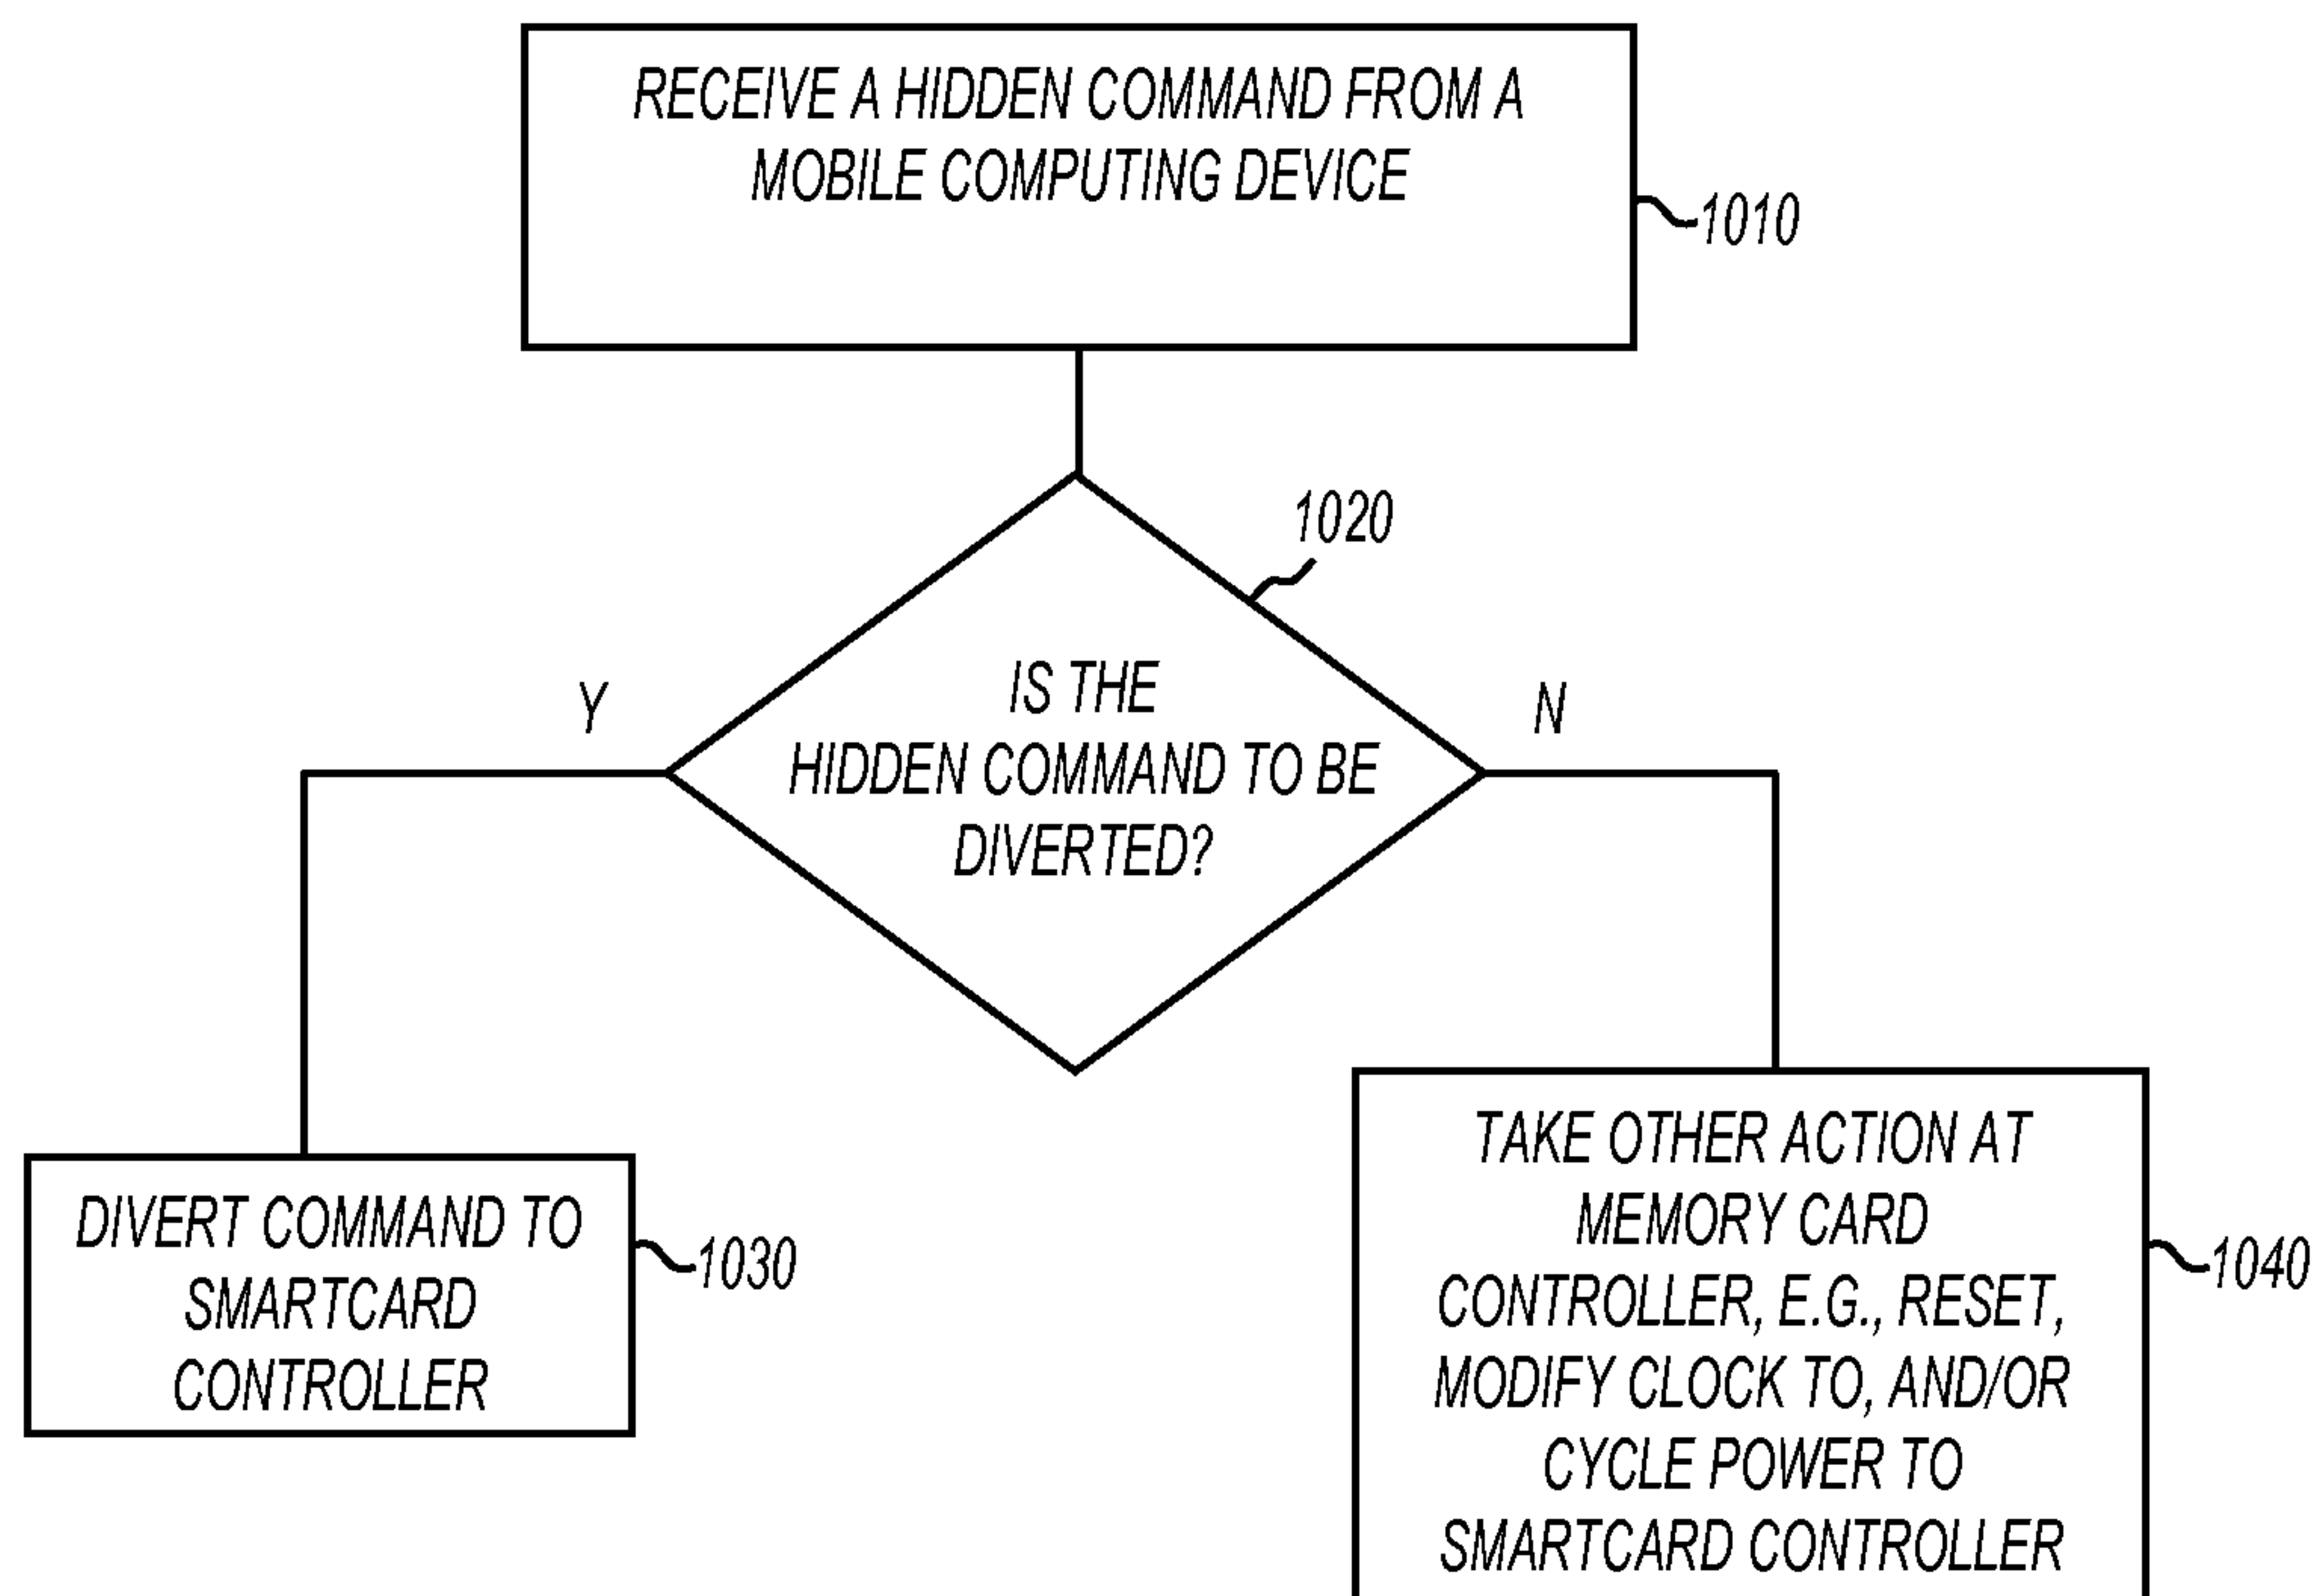 RECEIVE A HIDDEN COMMAND FROM A
MOBILE COMPUTING DEVICE
1010
1020
IS THE
HIDDEN COMMAND TO BE
DIVERTED?
Y
N
DIVERT COMMAND TO
SMARTCARD
CONTROLLER
1030
TAKE OTHER ACTION AT
MEMORY CARD
CONTROLLER, E.G., RESET,
MODIFY CLOCK TO, AND/OR
CYCLE POWER TO
SMARTCARD CONTROLLER
1040